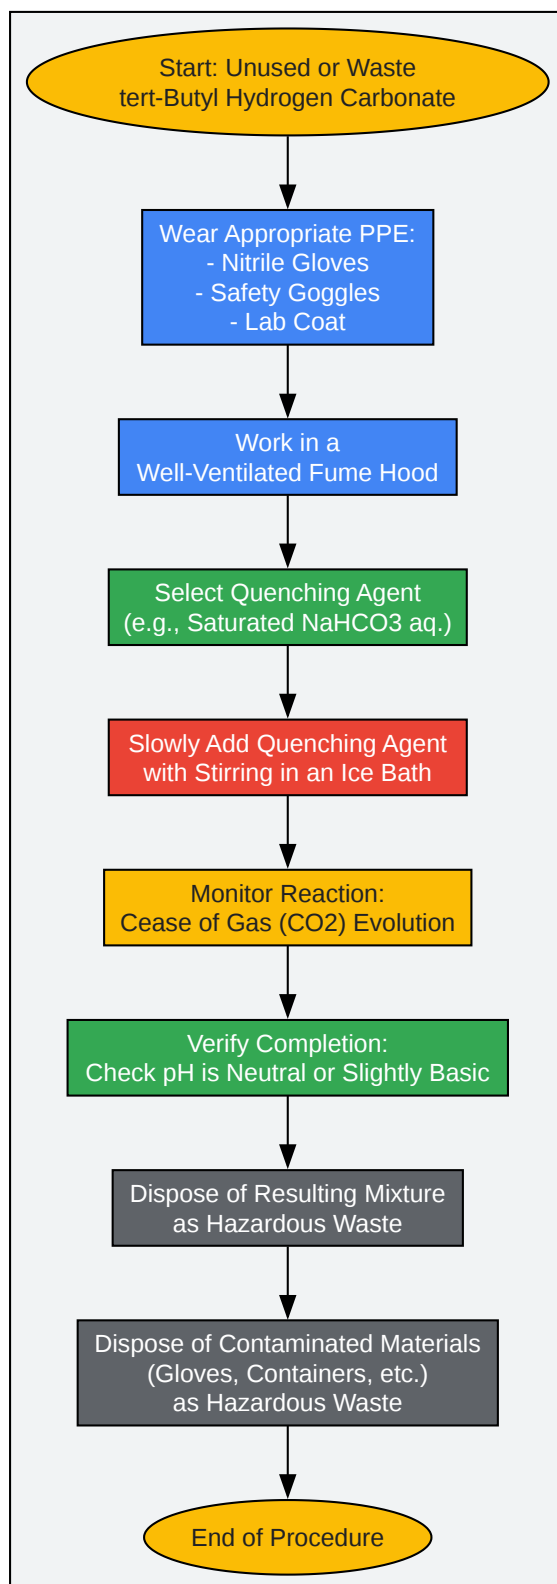 Start: Unused or Waste
tert-Butyl Hydrogen Carbonate
Wear Appropriate PPE:
- Nitrile Gloves
- Safety Goggles
- Lab Coat
Work in a
Well-Ventilated Fume Hood
Select Quenching Agent
(e.g., Saturated NaHCO3 aq.)
Slowly Add Quenching Agent
with Stirring in an Ice Bath
Monitor Reaction:
Cease of Gas (CO2) Evolution
Verify Completion:
Check pH is Neutral or Slightly Basic
Dispose of Resulting Mixture
as Hazardous Waste
Dispose of Contaminated Materials
(Gloves, Containers, etc.)
as Hazardous Waste
End of Procedure